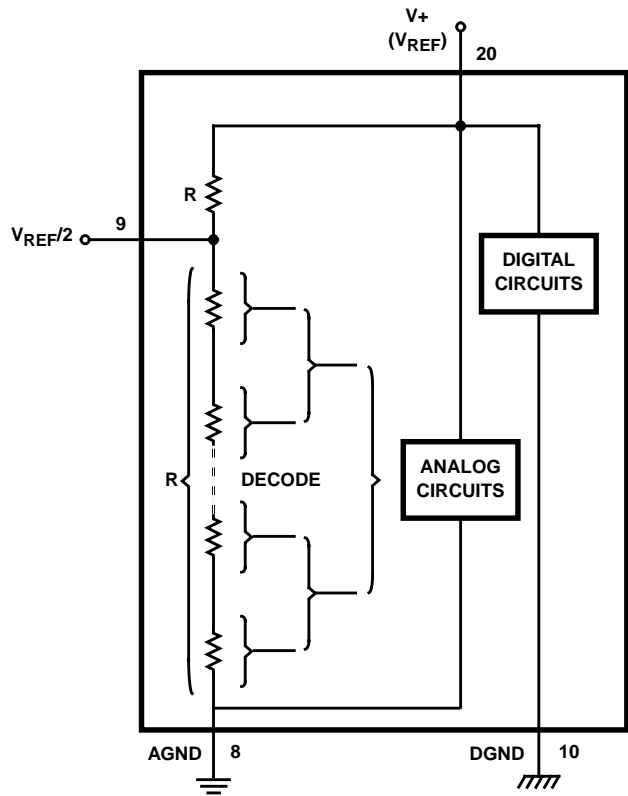 V+
(VREF)
20
R
VREF/2
9
DIGITAL
CIRCUITS
R
DECODE
ANALOG
CIRCUITS
AGND
8
DGND
10